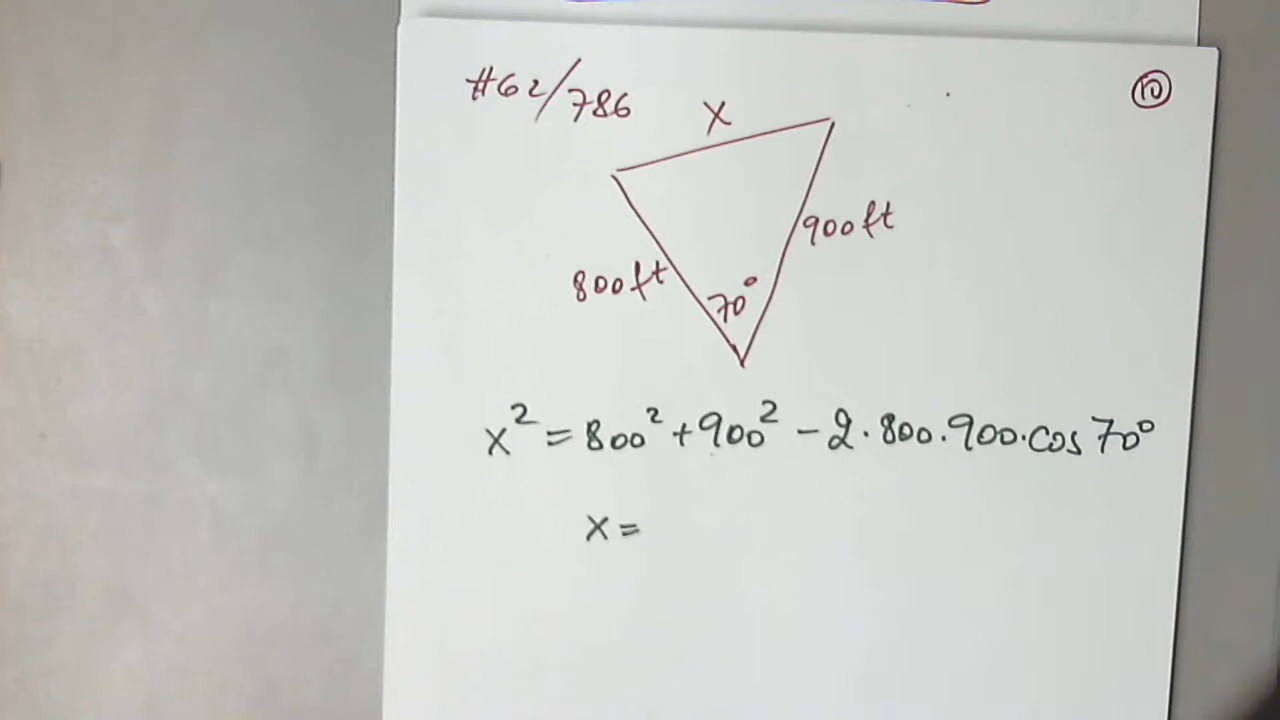 #62/786
10
x
900ft
800ft
70°
x² = 800² + 900² - 2·800·900·cos 70°
x =